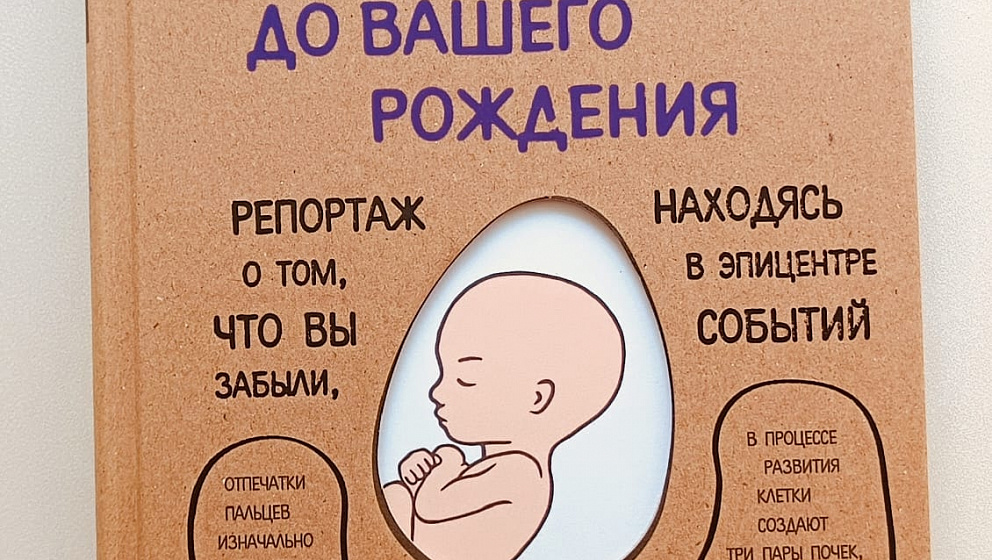 ДО ВАШЕГО
РОЖДЕНИЯ
РЕПОРТАЖ
О ТОМ,
ЧТО ВЫ
ЗАБЫЛИ,
НАХОДЯСЬ
В ЭПИЦЕНТРЕ
СОБЫТИЙ
ОТПЕЧАТКИ
ПАЛЬЦЕВ
ИЗНАЧАЛЬНО
В ПРОЦЕССЕ
РАЗВИТИЯ
КЛЕТКИ
СОЗДАЮТ
ТРИ ПАРЫ ПОЧЕК,